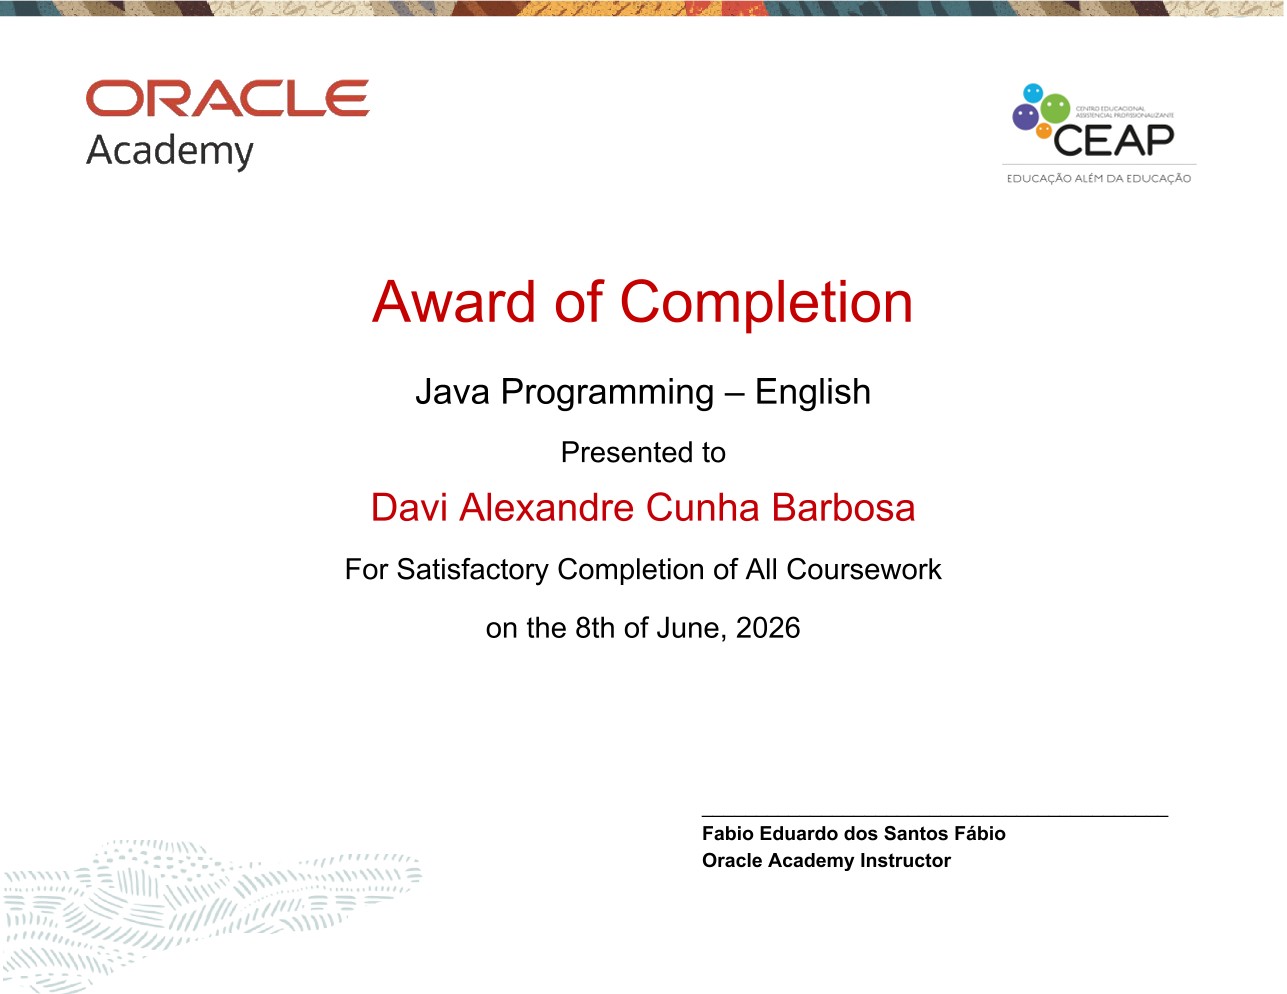 ORACLE
Academy
CENTRO EDUCACIONAL
ASSISTENCIAL PROFISSIONALIZANTE
CEAP
EDUCAÇÃO ALÉM DA EDUCAÇÃO
Award of Completion
Java Programming – English
Presented to
Davi Alexandre Cunha Barbosa
For Satisfactory Completion of All Coursework
on the 8th of June, 2026
Fabio Eduardo dos Santos Fábio
Oracle Academy Instructor